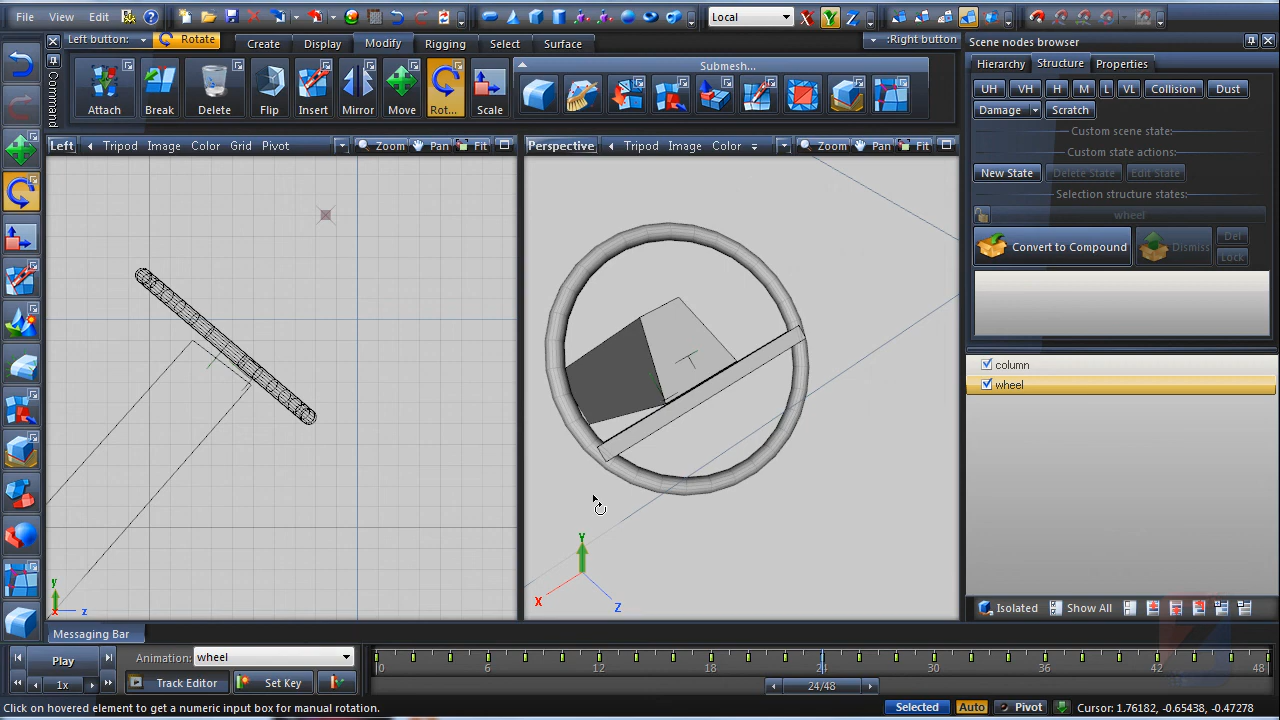 File View Edit Local X Y Z
Left button: Rotate Create Display Modify Rigging Select Surface :Right button
Command
Submesh...
Attach Break Delete Flip Insert Mirror Move Rot... Scale
Left Tripod Image Color Grid Pivot Zoom Pan Fit
Perspective Tripod Image Color Zoom Pan Fit
y
x z
Y
X
Z
Scene nodes browser
Hierarchy Structure Properties
UH VH H M L VL Collision Dust
Damage Scratch
Custom scene state:
Custom state actions:
New State Delete State Edit State
Selection structure states:
wheel
Convert to Compound Dismiss Del
Lock
column
wheel
Isolated Show All
Messaging Bar
Play Animation: wheel
1x Track Editor Set Key
0 6 12 18 24 30 36 42 48
24/48
Click on hovered element to get a numeric input box for manual rotation. Selected Auto Pivot Cursor: 1.76182, -0.65438, -0.47278